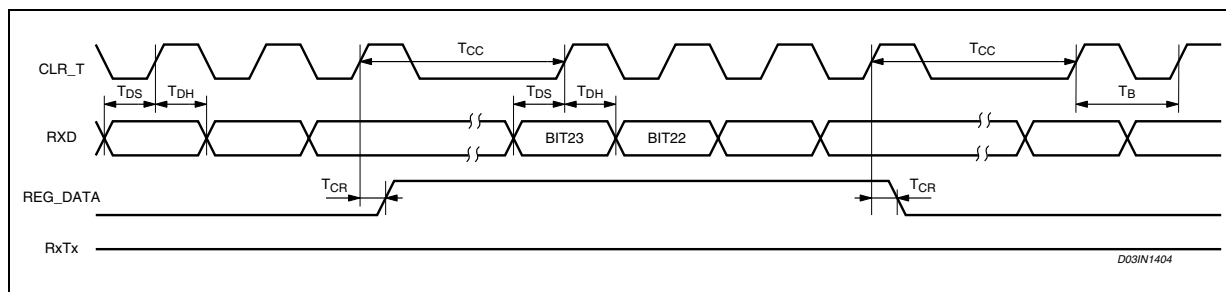 CLR_T
TCC
TCC
TDS
TDH
TDS
TDH
TB
RXD
BIT23
BIT22
TCR
TCR
REG_DATA
RxTx
D03IN1404